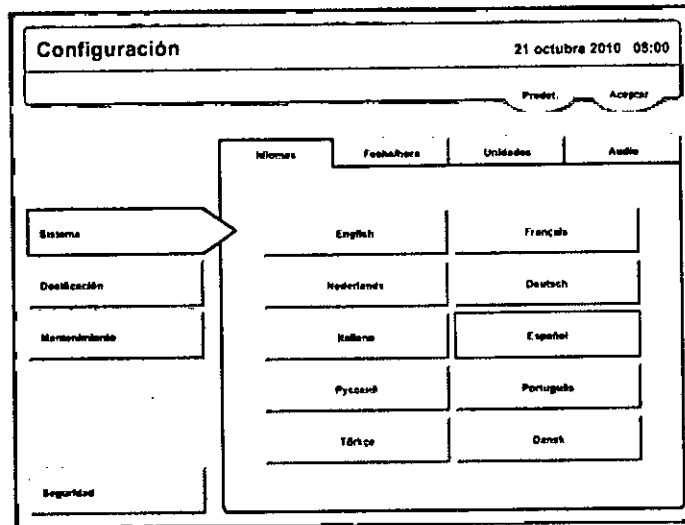 Configuración
21 octubre 2010 08:00
Predet.
Aceptar
Idiomas
Fecha/hora
Unidades
Audio
Sistema
English
Français
Dosificación
Nederlands
Deutsch
Mantenimiento
Italiano
Español
Русский
Português
Türkçe
Dansk
Seguridad